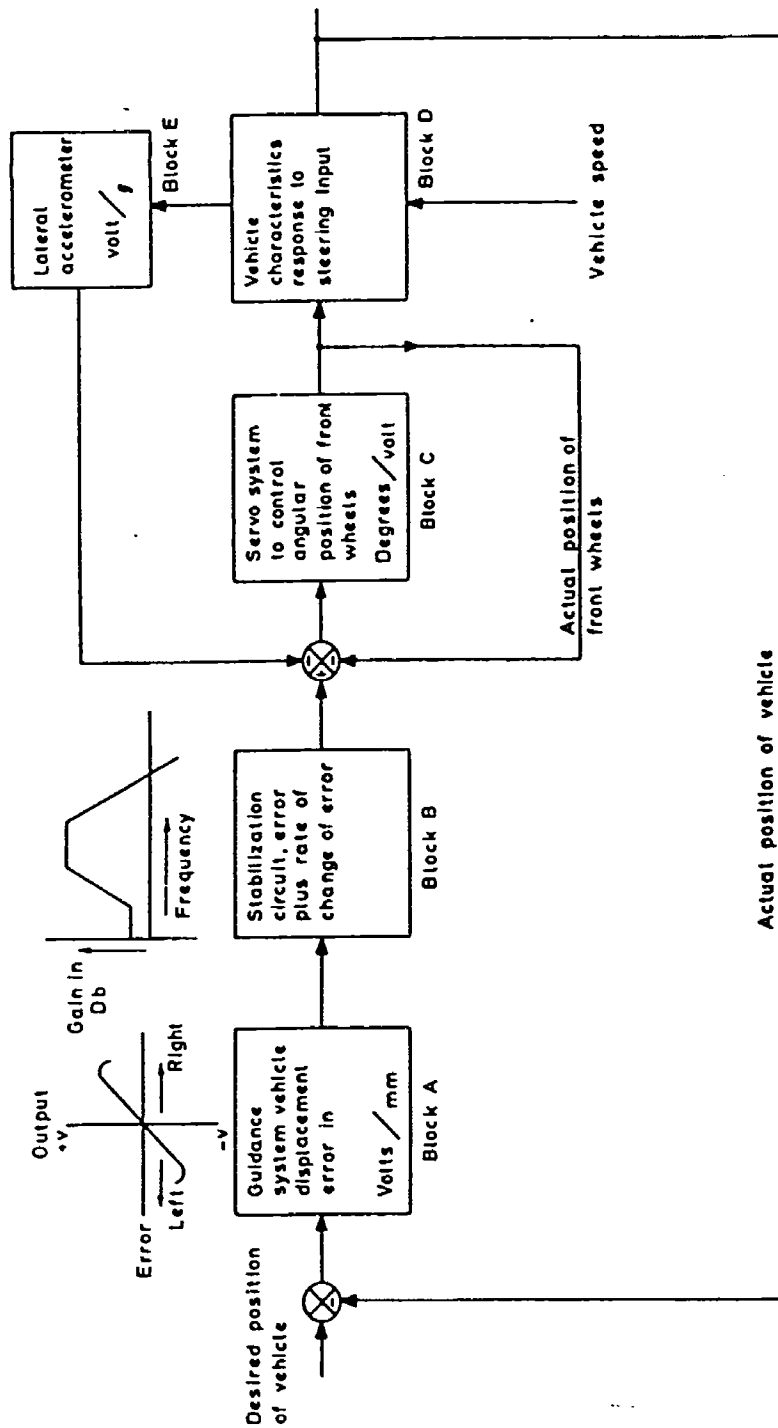 Output
+v
Error
Left
Right
-v
Gain in
Db
Frequency
Desired position
of vehicle
Guidance
system vehicle
displacement
error in
Volts/mm
Block A
Stabilization
circuit, error
plus rate of
change of error
Block B
Servo system
to control
angular
position of front
wheels
Degrees/volt
Block C
Actual position of
front wheels
Lateral
accelerometer
volt/g
Block E
Vehicle
characteristics
response to
steering input
Block D
Vehicle speed
Actual position of vehicle